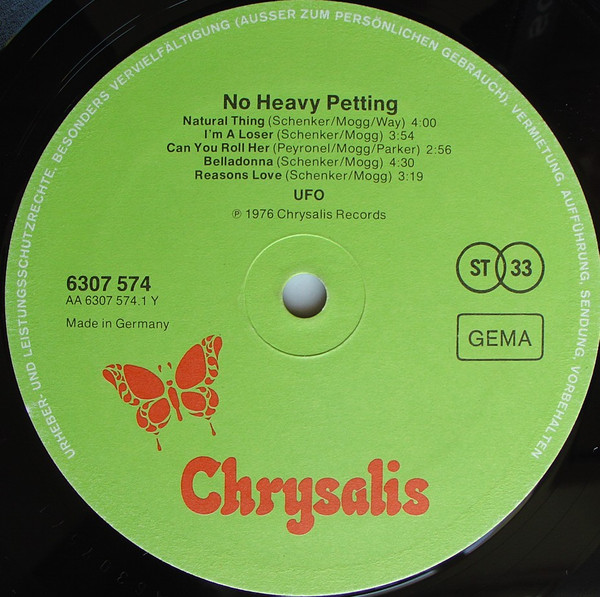 URHEBER- UND LEISTUNGSSCHUTZRECHTE, BESONDERS VERVIELFÄLTIGUNG (AUSSER ZUM PERSÖNLICHEN GEBRAUCH), VERMIETUNG, AUFFÜHRUNG, SENDUNG, VORBEHALTEN
No Heavy Petting
Natural Thing (Schenker/Mogg/Way) 4:00
I'm A Loser (Schenker/Mogg) 3:54
Can You Roll Her (Peyronel/Mogg/Parker) 2:56
Belladonna (Schenker/Mogg) 4:30
Reasons Love (Schenker/Mogg) 3:19
UFO
℗ 1976 Chrysalis Records
6307 574
AA 6307 574.1 Y
Made in Germany
ST 33
GEMA
Chrysalis